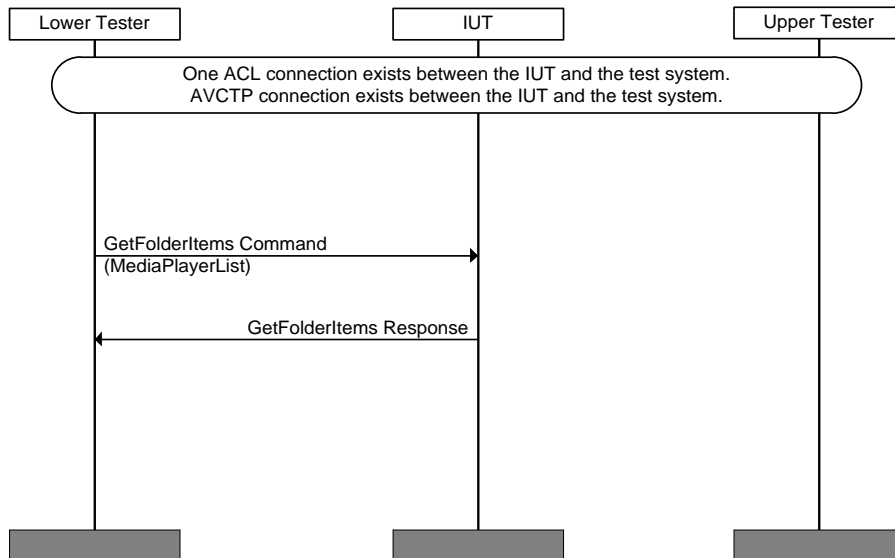 Lower Tester
IUT
Upper Tester
One ACL connection exists between the IUT and the test system.
AVCTP connection exists between the IUT and the test system.
GetFolderItems Command
(MediaPlayerList)
GetFolderItems Response